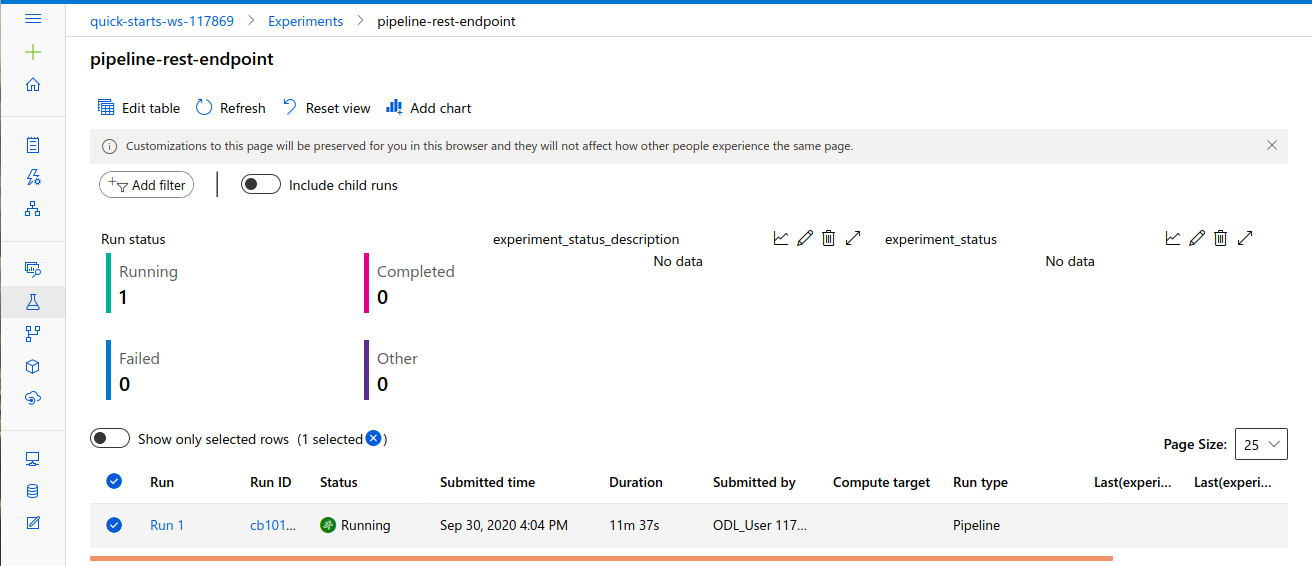 quick-starts-ws-117869 > Experiments > pipeline-rest-endpoint
pipeline-rest-endpoint
Edit table Refresh Reset view Add chart
Customizations to this page will be preserved for you in this browser and they will not affect how other people experience the same page.
Add filter Include child runs
Run status experiment_status_description experiment_status
No data No data
Running Completed
1 0
Failed Other
0 0
Show only selected rows (1 selected )
Page Size: 25
Run Run ID Status Submitted time Duration Submitted by Compute target Run type Last(experi... Last(experi...
Run 1 cb101... Running Sep 30, 2020 4:04 PM 11m 37s ODL_User 117... Pipeline